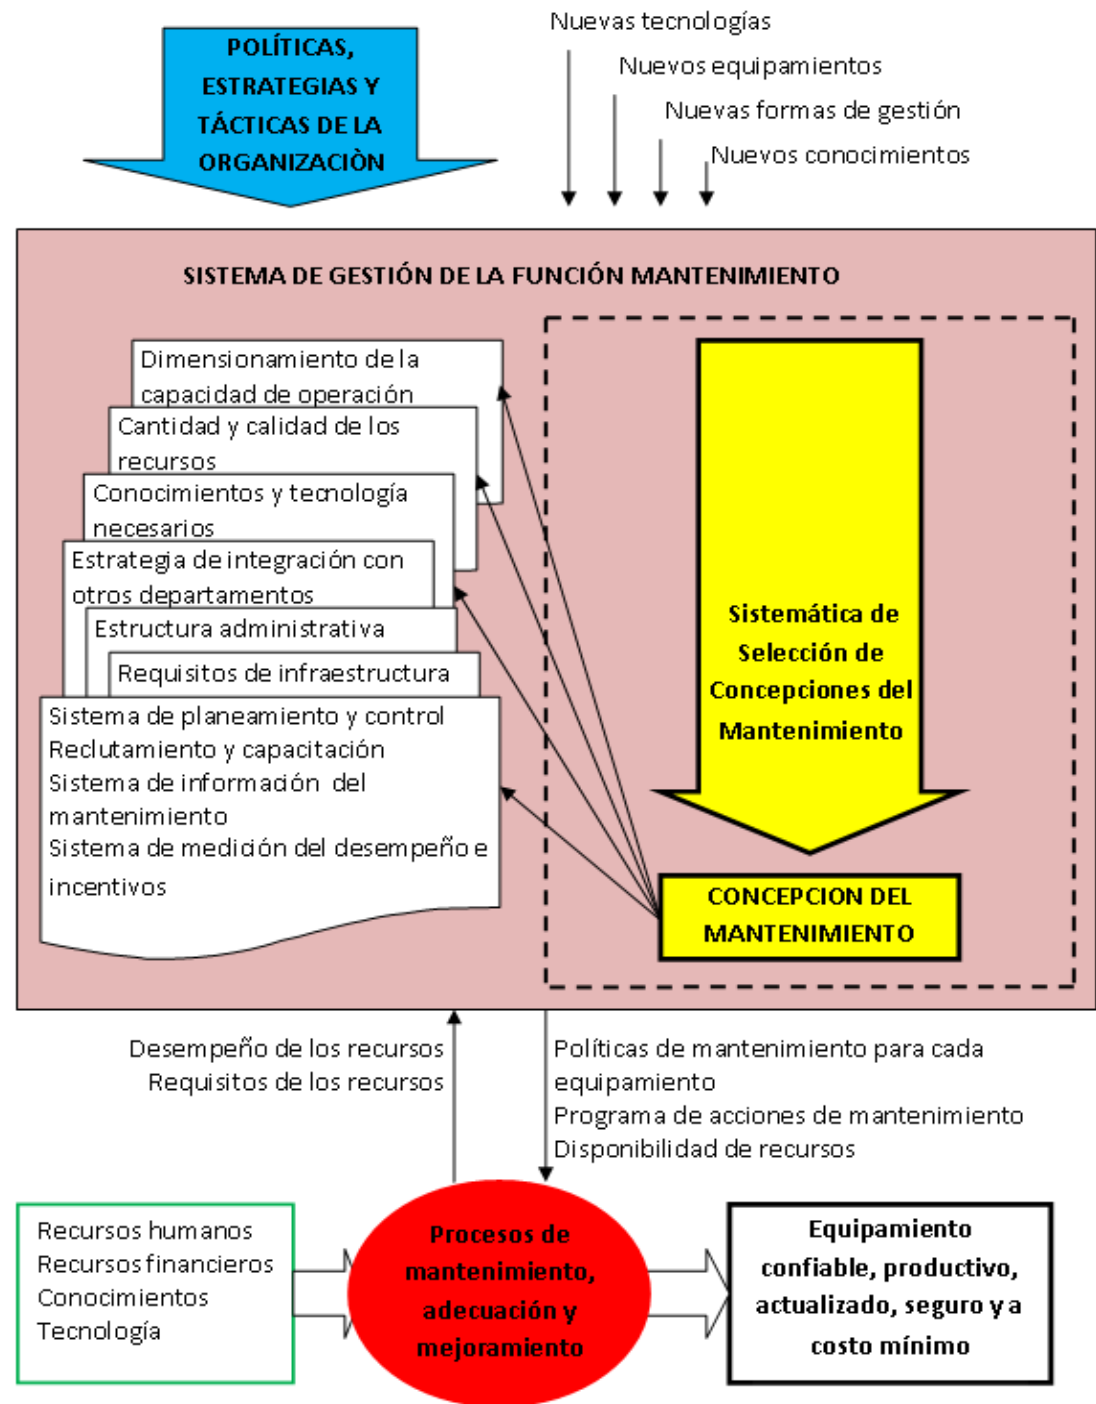 POLÍTICAS,
ESTRATEGIAS Y
TÁCTICAS DE LA
ORGANIZACIÒN
Nuevas tecnologías
Nuevos equipamientos
Nuevas formas de gestión
Nuevos conocimientos
SISTEMA DE GESTIÓN DE LA FUNCIÓN MANTENIMIENTO
Dimensionamiento de la
capacidad de operación
Cantidad y calidad de los
recursos
Conocimientos y tecnología
necesarios
Estrategia de integración con
otros departamentos
Estructura administrativa
Requisitos de infraestructura
Sistema de planeamiento y control
Reclutamiento y capacitación
Sistema de información del
mantenimiento
Sistema de medición del desempeño e
incentivos
Sistemática de
Selección de
Concepciones del
Mantenimiento
CONCEPCION DEL
MANTENIMIENTO
Desempeño de los recursos
Requisitos de los recursos
Políticas de mantenimiento para cada
equipamiento
Programa de acciones de mantenimiento
Disponibilidad de recursos
Recursos humanos
Recursos financieros
Conocimientos
Tecnología
Procesos de
mantenimiento,
adecuación y
mejoramiento
Equipamiento
confiable, productivo,
actualizado, seguro y a
costo mínimo